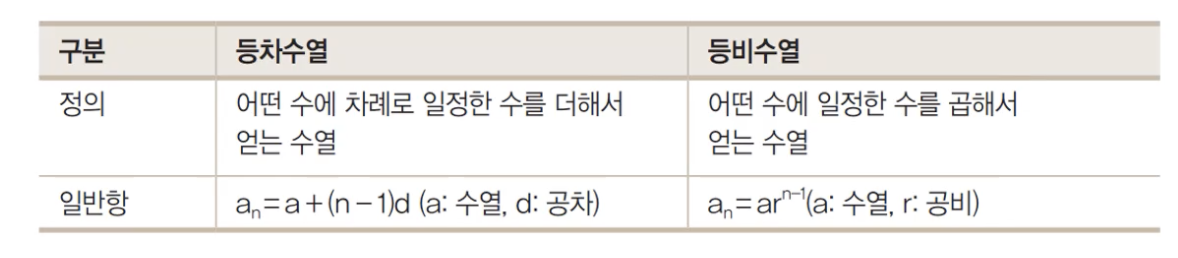 구분 등차수열 등비수열
정의 어떤 수에 차례로 일정한 수를 더해서 어떤 수에 일정한 수를 곱해서
얻는 수열 얻는 수열
일반항 aₙ=a+(n-1)d (a: 수열, d: 공차) aₙ=arⁿ⁻¹(a: 수열, r: 공비)